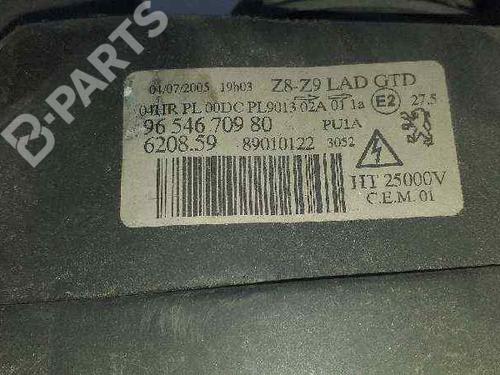 B-PARTS
04/07/2005 19h03 Z8-Z9 LAD GTD
04HR PL 00DC PL9013 02A 01 1a E2 27.5
96 546 709 80 PU1A
6208.59 89010122 3052
HT 25000V
C.E.M. 01